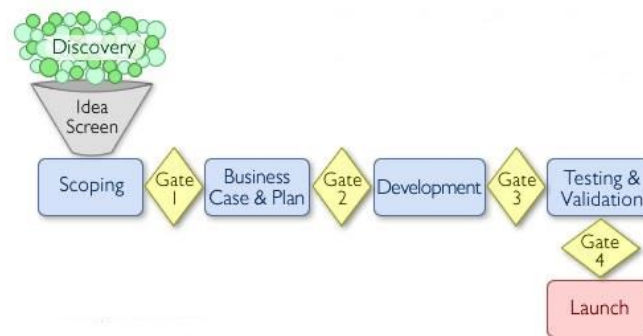 Discovery
Idea
Screen
Scoping
Gate
1
Business
Case & Plan
Gate
2
Development
Gate
3
Testing &
Validation
Gate
4
Launch